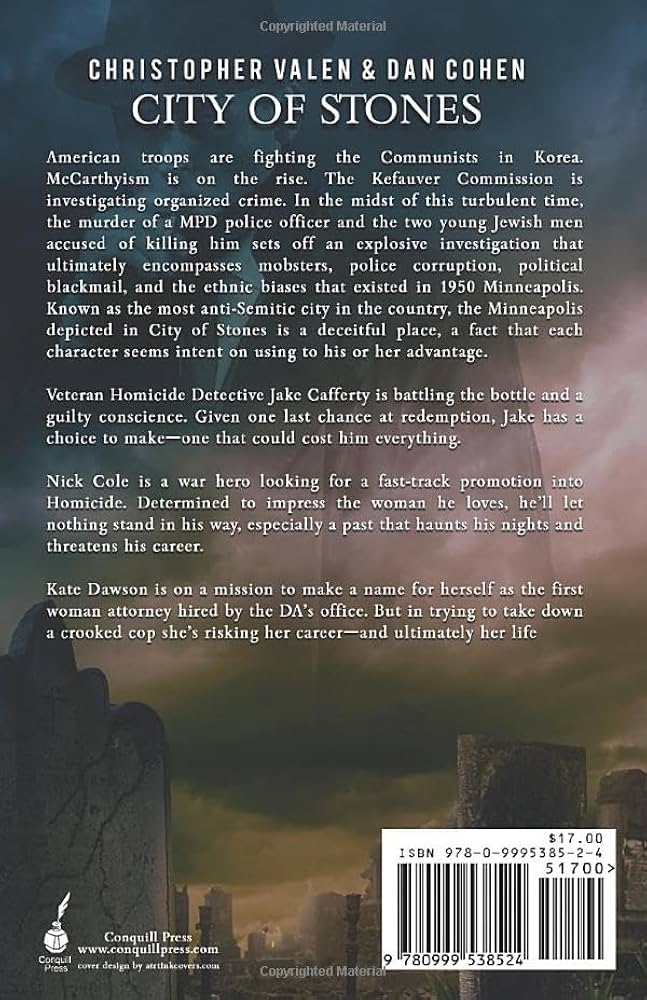 Copyrighted Material
CHRISTOPHER VALEN & DAN COHEN
CITY OF STONES
American troops are fighting the Communists in Korea.
McCarthyism is on the rise. The Kefauver Commission is
investigating organized crime. In the midst of this turbulent time,
the murder of a MPD police officer and the two young Jewish men
accused of killing him sets off an explosive investigation that
ultimately encompasses mobsters, police corruption, political
blackmail, and the ethnic biases that existed in 1950 Minneapolis.
Known as the most anti-Semitic city in the country, the Minneapolis
depicted in City of Stones is a deceitful place, a fact that each
character seems intent on using to his or her advantage.
Veteran Homicide Detective Jake Cafferty is battling the bottle and a
guilty conscience. Given one last chance at redemption, Jake has a
choice to make—one that could cost him everything.
Nick Cole is a war hero looking for a fast-track promotion into
Homicide. Determined to impress the woman he loves, he'll let
nothing stand in his way, especially a past that haunts his nights and
threatens his career.
Kate Dawson is on a mission to make a name for herself as the first
woman attorney hired by the DA's office. But in trying to take down
a crooked cop she's risking her career—and ultimately her life
$17.00
ISBN 978-0-9995385-2-4
51700>
9 780999 538524
Conquill
Press
Conquill Press
www.conquillpress.com
cover design by atrtinkcovers.com
Copyrighted Material